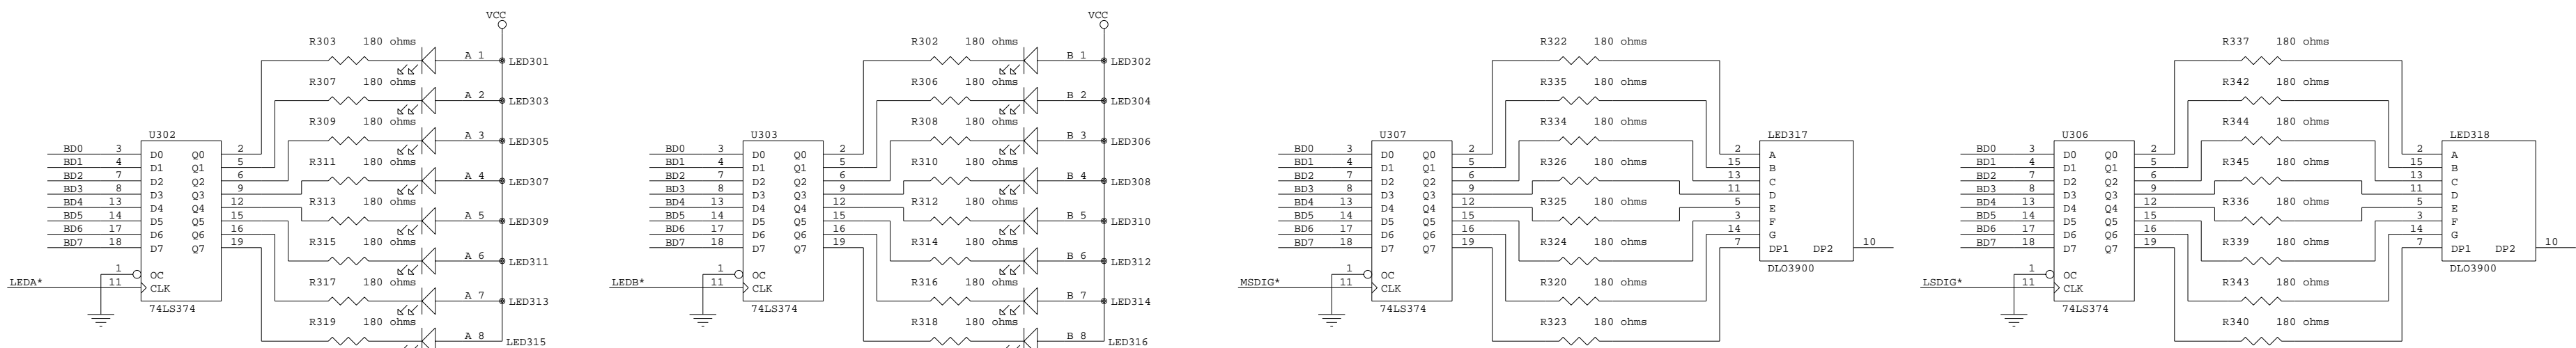 VCC
R303 180 ohms
A 1
LED301
R307 180 ohms
A 2
LED303
R309 180 ohms
A 3
LED305
R311 180 ohms
A 4
LED307
R313 180 ohms
A 5
LED309
R315 180 ohms
A 6
LED311
R317 180 ohms
A 7
LED313
R319 180 ohms
A 8
LED315
U302
BD0 3 D0 Q0 2
BD1 4 D1 Q1 5
BD2 7 D2 Q2 6
BD3 8 D3 Q3 9
BD4 13 D4 Q4 12
BD5 14 D5 Q5 15
BD6 17 D6 Q6 16
BD7 18 D7 Q7 19
1 OC
LEDA* 11 CLK
74LS374
VCC
R302 180 ohms
B 1
LED302
R306 180 ohms
B 2
LED304
R308 180 ohms
B 3
LED306
R310 180 ohms
B 4
LED308
R312 180 ohms
B 5
LED310
R314 180 ohms
B 6
LED312
R316 180 ohms
B 7
LED314
R318 180 ohms
B 8
LED316
U303
BD0 3 D0 Q0 2
BD1 4 D1 Q1 5
BD2 7 D2 Q2 6
BD3 8 D3 Q3 9
BD4 13 D4 Q4 12
BD5 14 D5 Q5 15
BD6 17 D6 Q6 16
BD7 18 D7 Q7 19
1 OC
LEDB* 11 CLK
74LS374
R322 180 ohms
R335 180 ohms
R334 180 ohms
R326 180 ohms
R325 180 ohms
R324 180 ohms
R320 180 ohms
R323 180 ohms
U307
BD0 3 D0 Q0 2
BD1 4 D1 Q1 5
BD2 7 D2 Q2 6
BD3 8 D3 Q3 9
BD4 13 D4 Q4 12
BD5 14 D5 Q5 15
BD6 17 D6 Q6 16
BD7 18 D7 Q7 19
1 OC
MSDIG* 11 CLK
74LS374
LED317
2 A
15 B
13 C
11 D
5 E
3 F
14 G
7 DP1 DP2 10
DLO3900
R337 180 ohms
R342 180 ohms
R344 180 ohms
R345 180 ohms
R336 180 ohms
R339 180 ohms
R343 180 ohms
R340 180 ohms
U306
BD0 3 D0 Q0 2
BD1 4 D1 Q1 5
BD2 7 D2 Q2 6
BD3 8 D3 Q3 9
BD4 13 D4 Q4 12
BD5 14 D5 Q5 15
BD6 17 D6 Q6 16
BD7 18 D7 Q7 19
1 OC
LSDIG* 11 CLK
74LS374
LED318
2 A
15 B
13 C
11 D
5 E
3 F
14 G
7 DP1 DP2 10
DLO3900